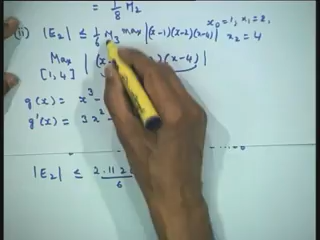 = 1/8 M₂
(ii) |E₂| ≤ 1/6 M₃ max |(x-1)(x-2)(x-4)| x₀ = 1, x₁ = 2,
x₂ = 4
Max | (x- )(x-4) |
[1, 4]
g(x) = x³ -
g'(x) = 3x² -
|E₂| ≤ (2.112 )/6